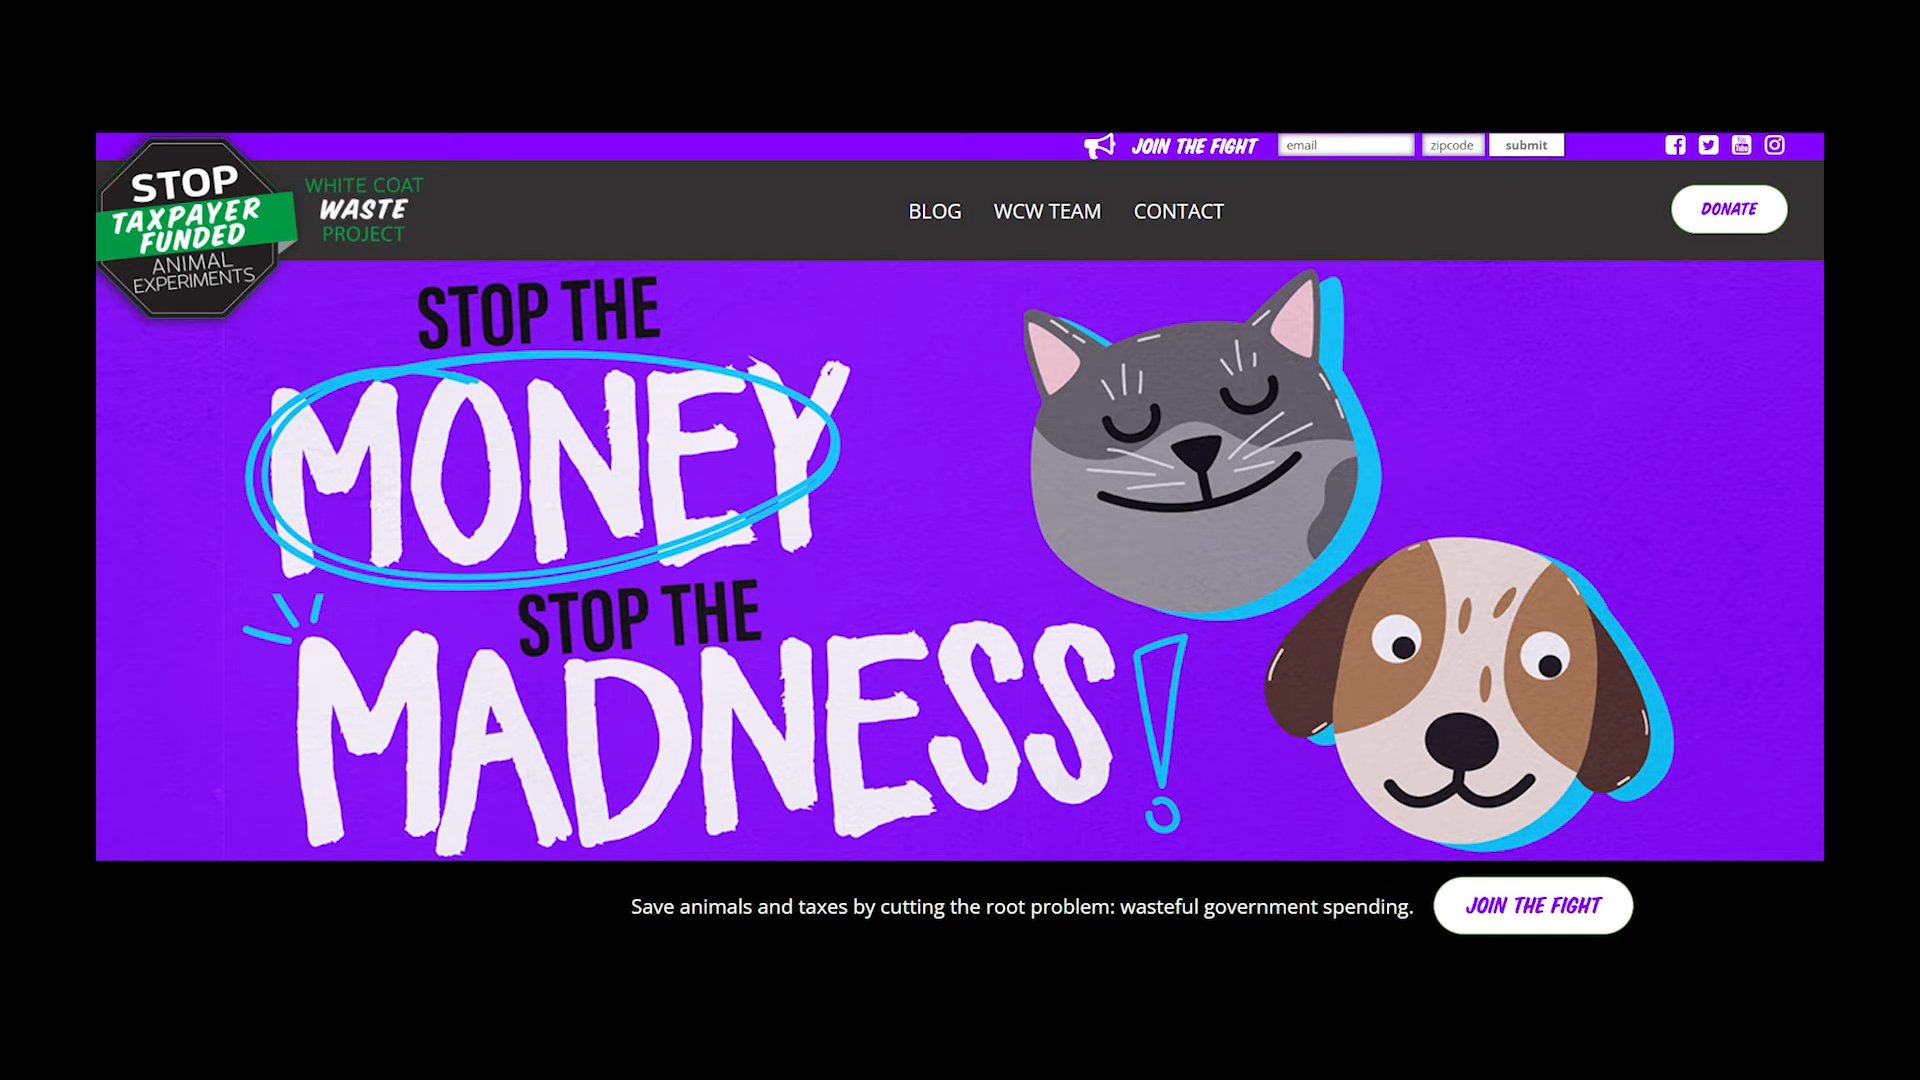 JOIN THE FIGHT
email
zipcode
submit
STOP
TAXPAYER
FUNDED
ANIMAL
EXPERIMENTS
WHITE COAT
WASTE
PROJECT
BLOG
WCW TEAM
CONTACT
DONATE
STOP THE
MONEY
STOP THE
MADNESS!
Save animals and taxes by cutting the root problem: wasteful government spending.
JOIN THE FIGHT